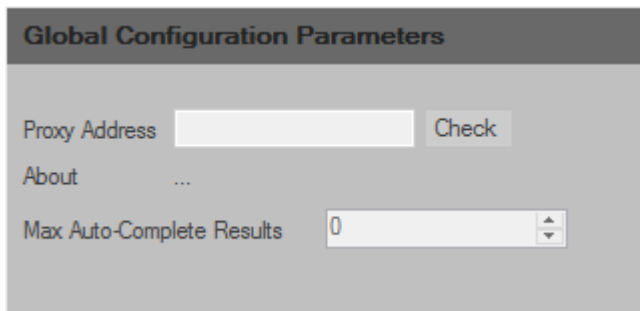 Global Configuration Parameters
Proxy Address Check
About ...
Max Auto-Complete Results 0